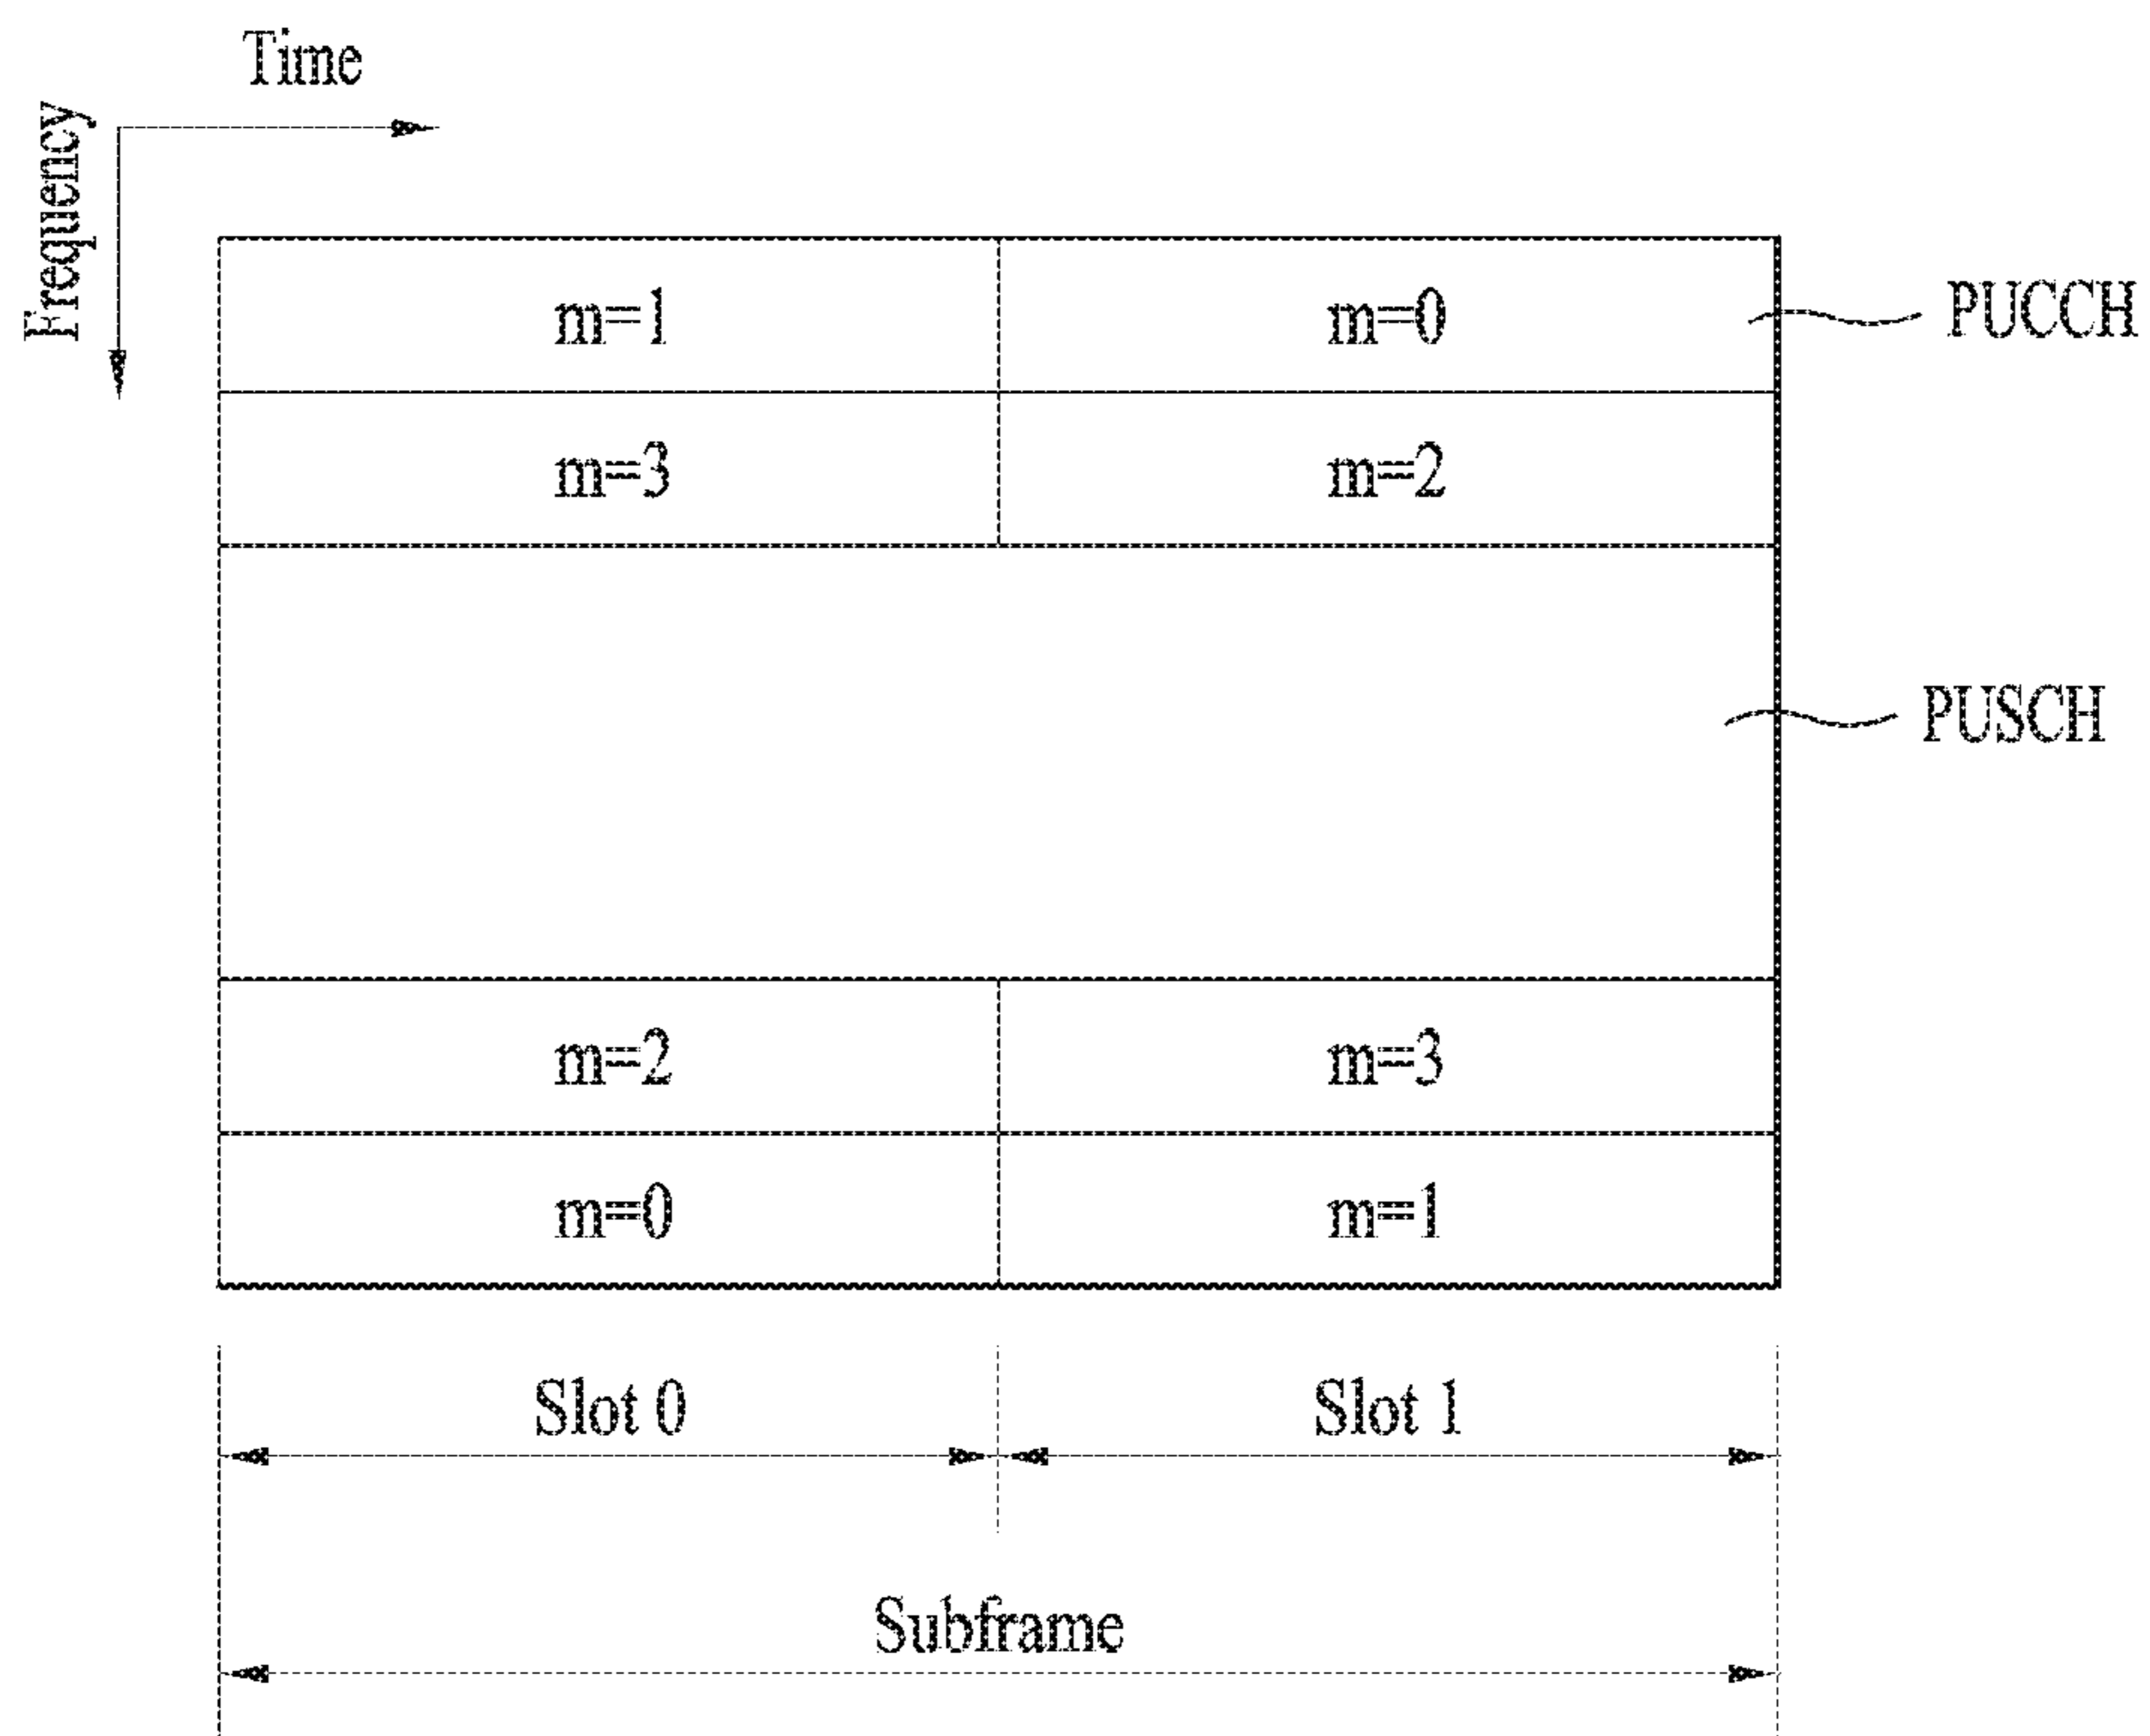 Time
Frequency
m=1
m=0
PUCCH
m=3
m=2
PUSCH
m=2
m=3
m=0
m=1
Slot 0
Slot 1
Subframe